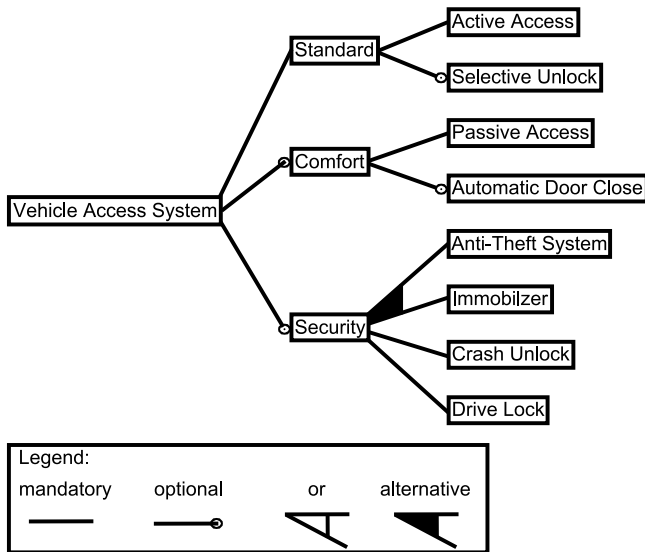 Active Access
Standard
Selective Unlock
Passive Access
Comfort
Automatic Door Close
Vehicle Access System
Anti-Theft System
Immobilzer
Security
Crash Unlock
Drive Lock
Legend:
mandatory optional or alternative